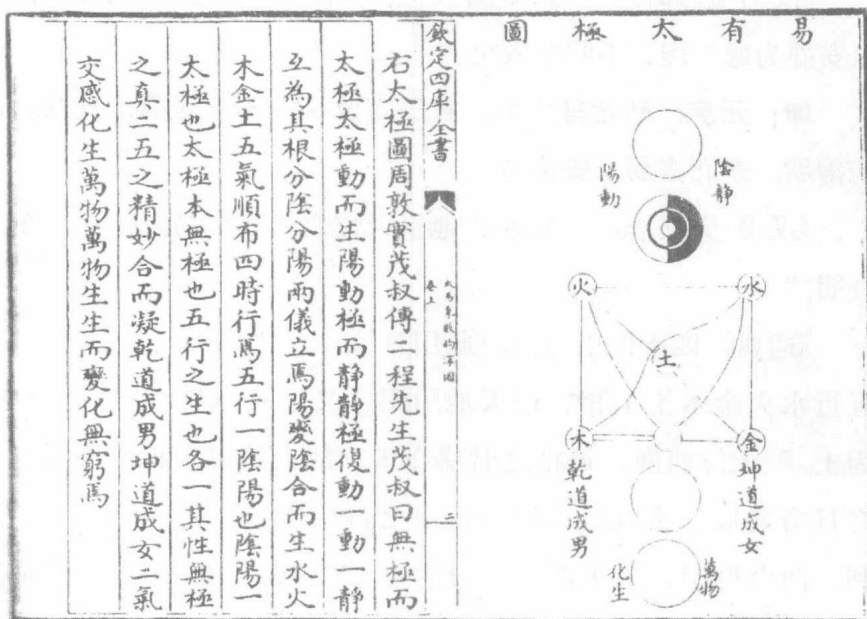 易有太極圖
陰靜
陽動
水
火
土
金
木
坤道成女
乾道成男
萬物
化生
欽定四庫全書
卷上
二
右太極圖周敦實茂叔傳二程先生茂叔曰無極而
太極太極動而生陽動極而靜靜極復動一動一靜
互為其根分陰分陽兩儀立焉陽變陰合而生水火
木金土五氣順布四時行焉五行一陰陽也陰陽一
太極也太極本無極也五行之生也各一其性無極
之真二五之精妙合而凝乾道成男坤道成女二氣
交感化生萬物萬物生生而變化無窮焉